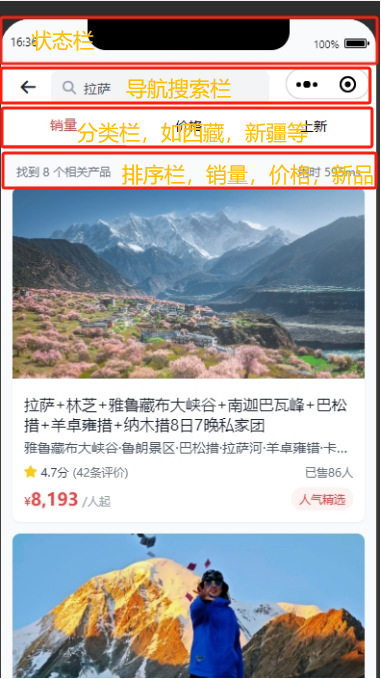 16:36 状态栏 100%
拉萨 导航搜索栏
销量 价格 上新
分类栏，如西藏，新疆等
找到 8 个相关产品
排序栏，销量，价格，新品
拉萨+林芝+雅鲁藏布大峡谷+南迦巴瓦峰+巴松
措+羊卓雍措+纳木措8日7晚私家团
雅鲁藏布大峡谷·鲁朗景区·巴松措·拉萨河·羊卓雍错·卡...
4.7分 (42条评价) 已售86人
¥8,193 /人起 人气精选